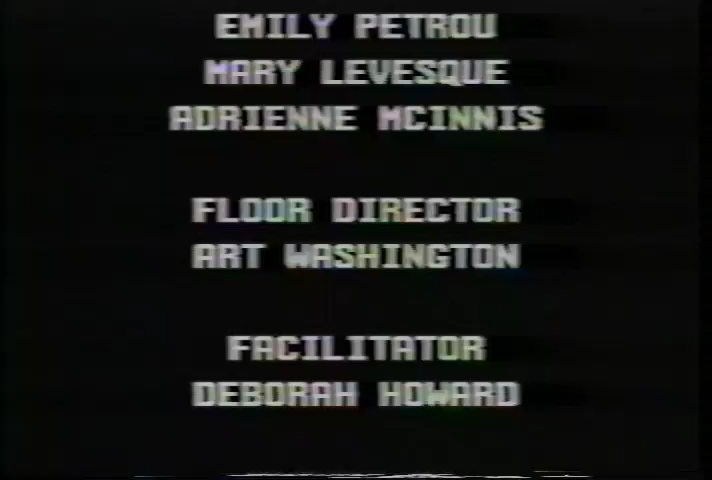 EMILY PETROU
MARY LEVESQUE
ADRIENNE MCINNIS
FLOOR DIRECTOR
ART WASHINGTON
FACILITATOR
DEBORAH HOWARD